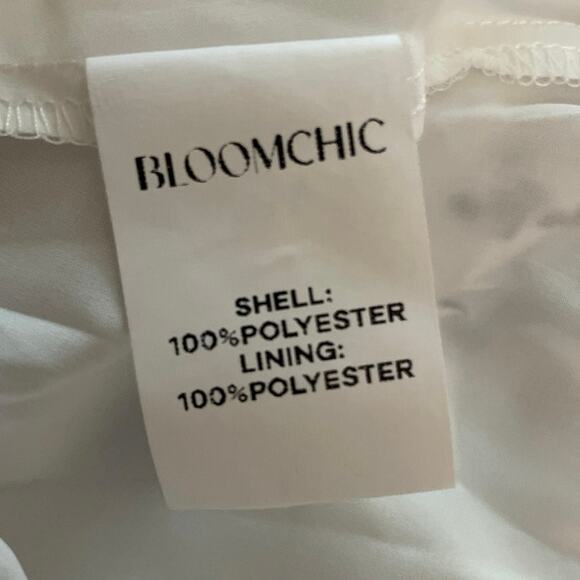 BLOOMCHIC
SHELL:
100%POLYESTER
LINING:
100%POLYESTER